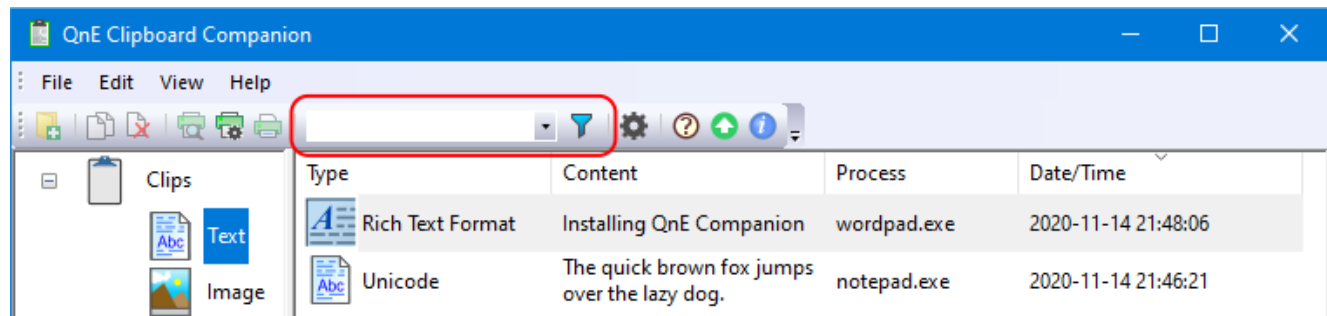 QnE Clipboard Companion
File Edit View Help
Clips
Text
Image
Type Content Process Date/Time
Rich Text Format Installing QnE Companion wordpad.exe 2020-11-14 21:48:06
Unicode The quick brown fox jumps over the lazy dog. notepad.exe 2020-11-14 21:46:21